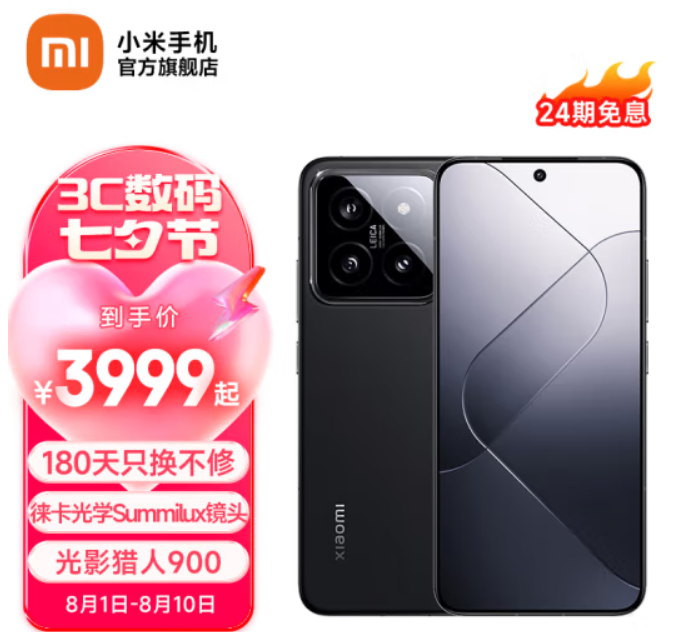 小米手机
官方旗舰店
24期免息
3C数码
七夕节
到手价
¥3999起
180天只换不修
徕卡光学Summilux镜头
光影猎人900
8月1日-8月10日
LEICA
xiaomi